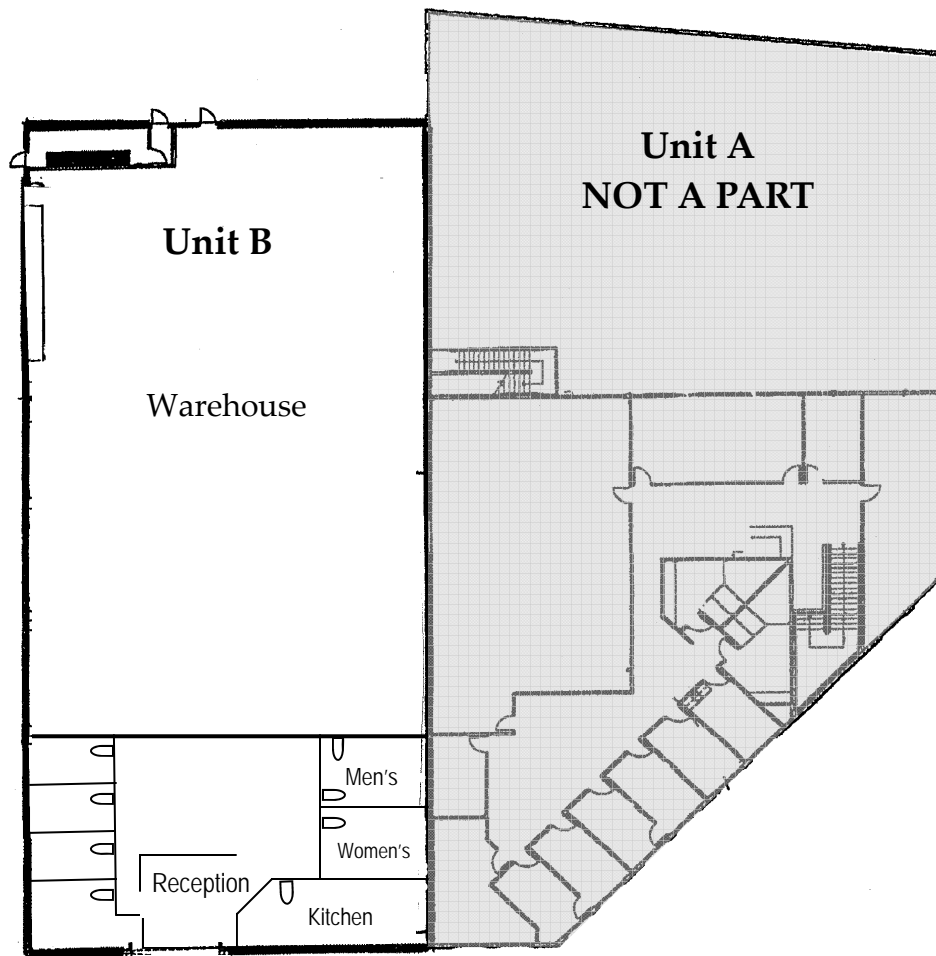 Unit A
NOT A PART
Unit B
Warehouse
Men's
Women's
Reception
Kitchen